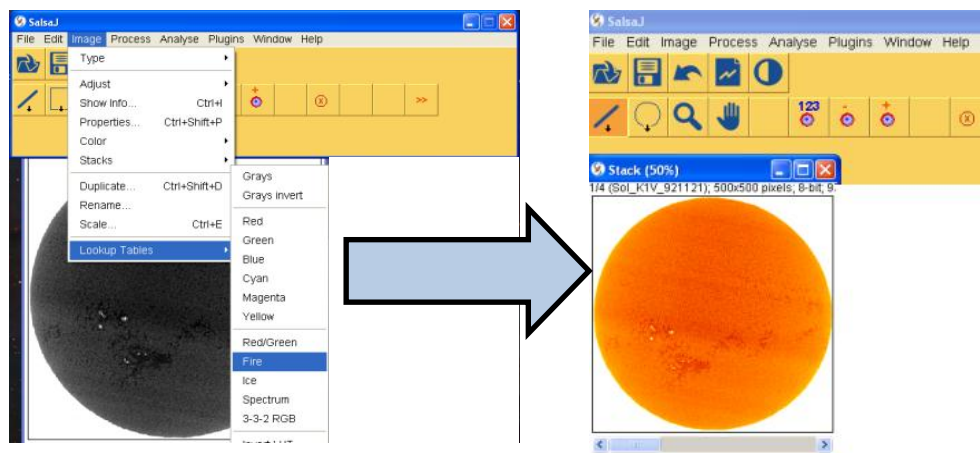 SalsaJ
File Edit Image Process Analyse Plugins Window Help
Type
Adjust
Show Info... Ctrl+I
Properties... Ctrl+Shift+P
Color
Stacks
Duplicate... Ctrl+Shift+D
Rename...
Scale... Ctrl+E
Lookup Tables
>>
Grays
Grays invert
Red
Green
Blue
Cyan
Magenta
Yellow
Red/Green
Fire
Ice
Spectrum
3-3-2 RGB
SalsaJ
File Edit Image Process Analyse Plugins Window Help
123
Stack (50%)
1/4 (Sol_K1V_921121); 500x500 pixels; 8-bit;